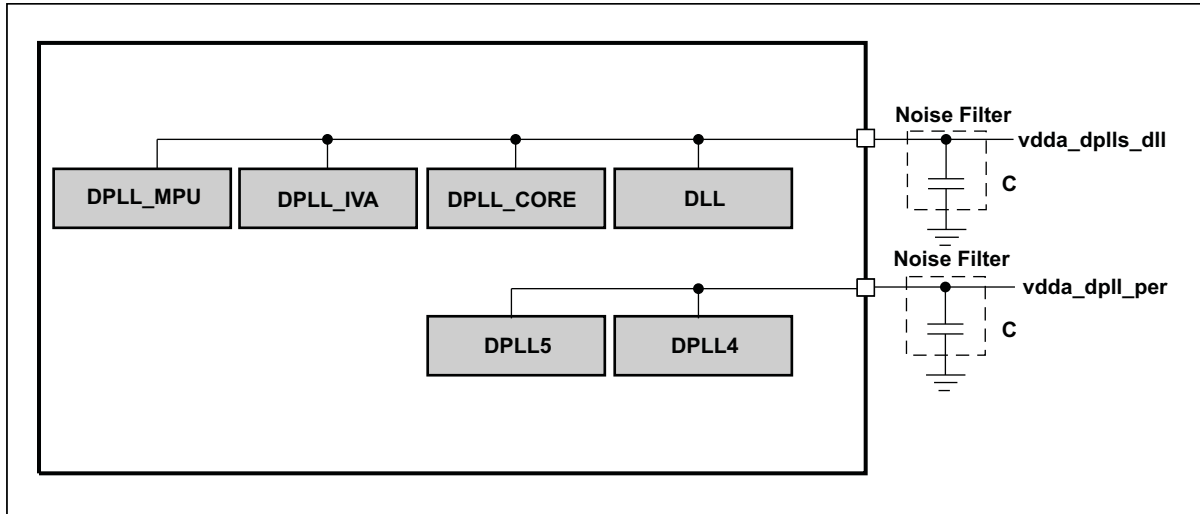 Noise Filter
vdda_dplls_dll
DPLL_MPU
DPLL_IVA
DPLL_CORE
DLL
C
Noise Filter
vdda_dpll_per
DPLL5
DPLL4
C